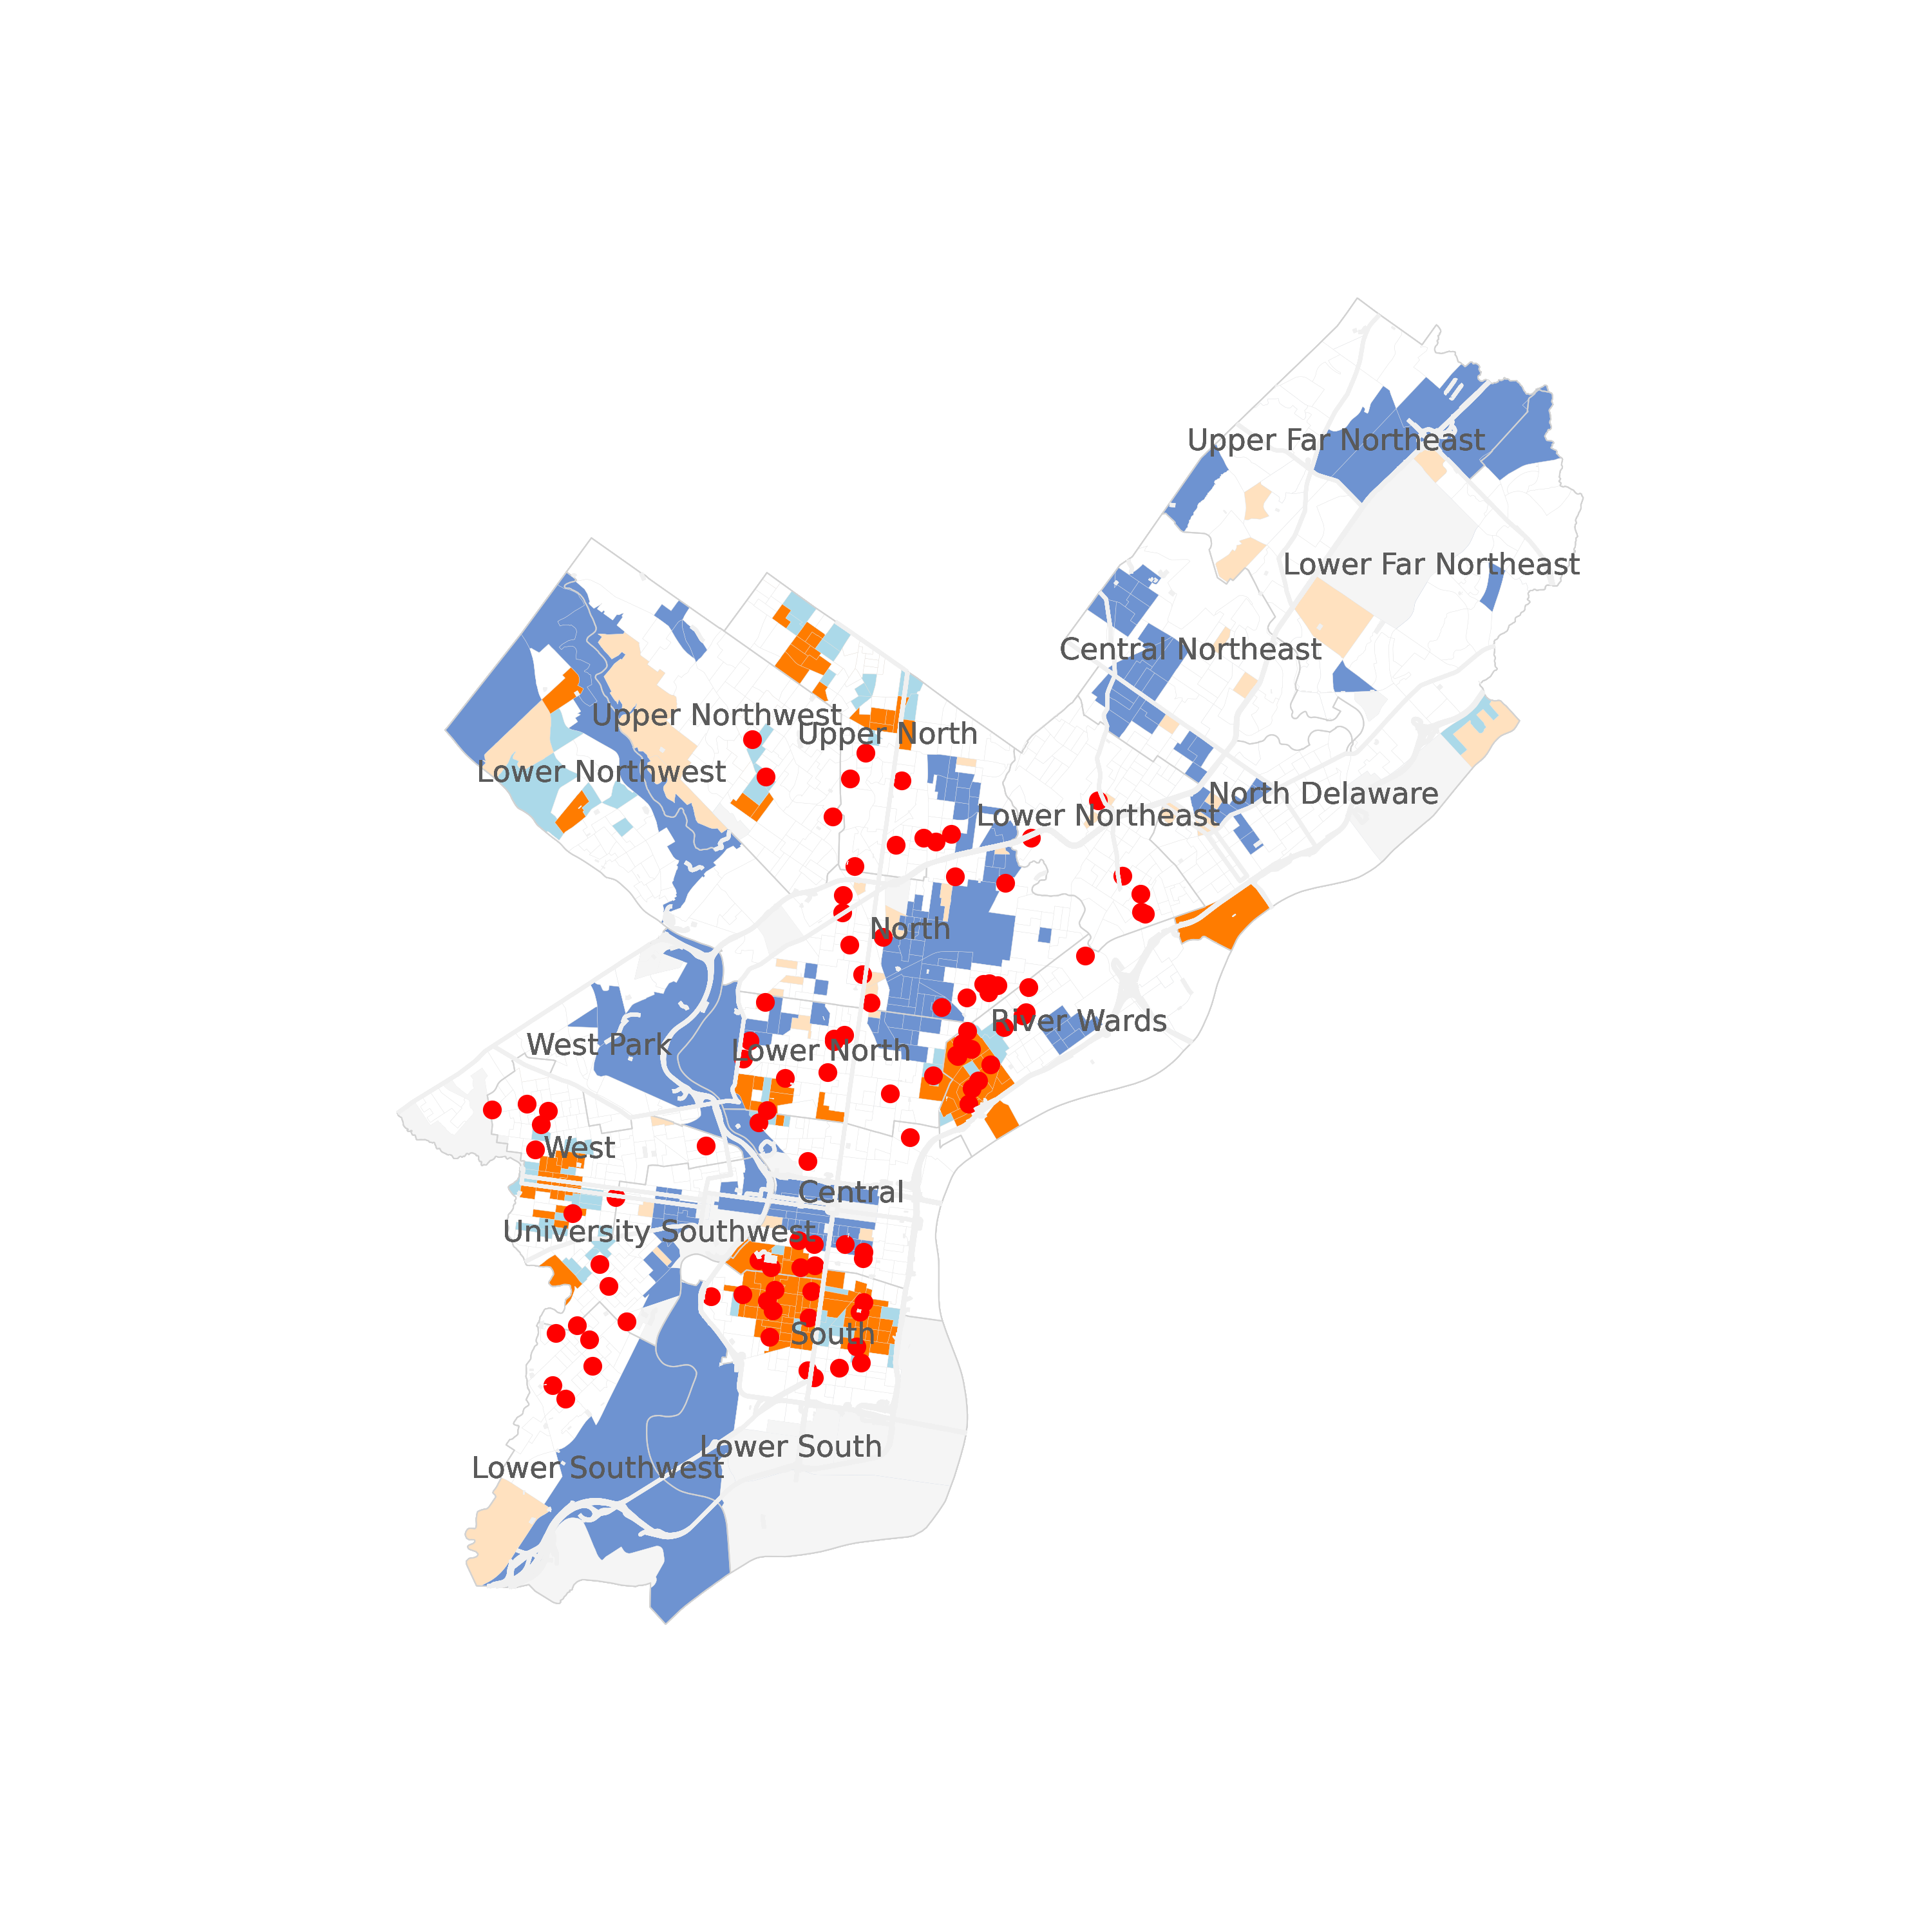 Upper Far Northeast
Lower Far Northeast
Central Northeast
Upper Northwest
Upper North
Lower Northwest
North Delaware
Lower Northeast
North
River Wards
West Park
Lower North
West
Central
University Southwest
South
Lower South
Lower Southwest